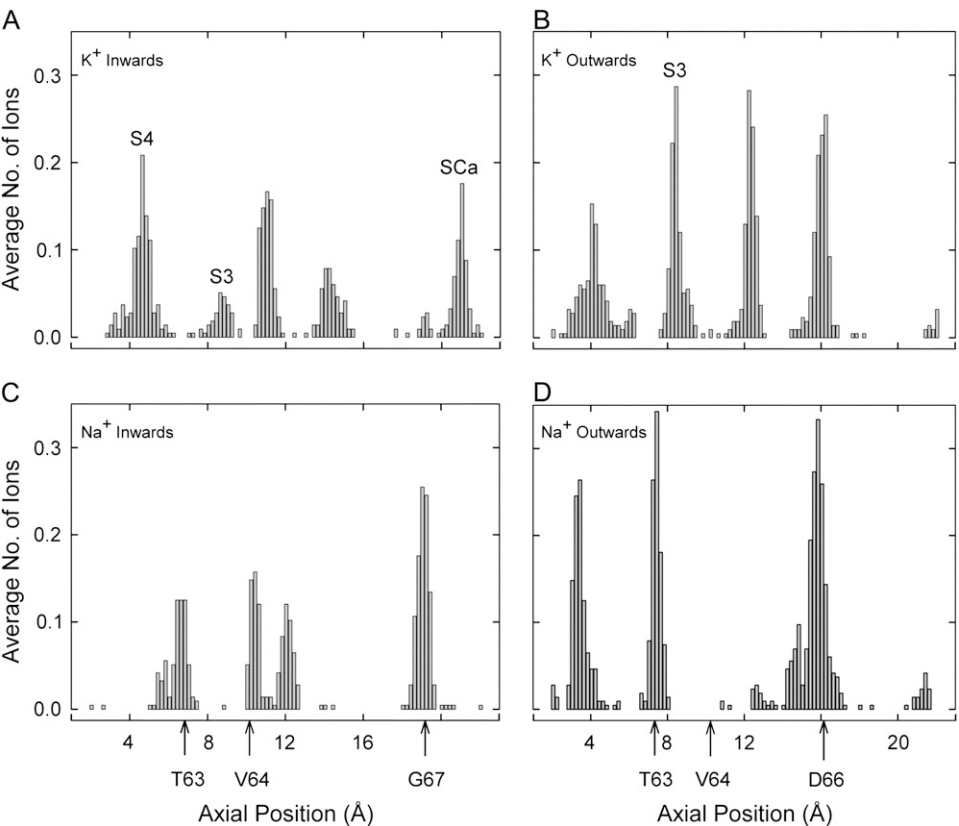 A
B
K+ Inwards
K+ Outwards
S4
S3
SCa
S3
0.3
0.2
0.1
0.0
Average No. of Ions
C
D
Na+ Inwards
Na+ Outwards
0.3
0.2
0.1
0.0
Average No. of Ions
4 8 12 16
4 8 12 20
T63 V64 G67
T63 V64 D66
Axial Position (Å)
Axial Position (Å)